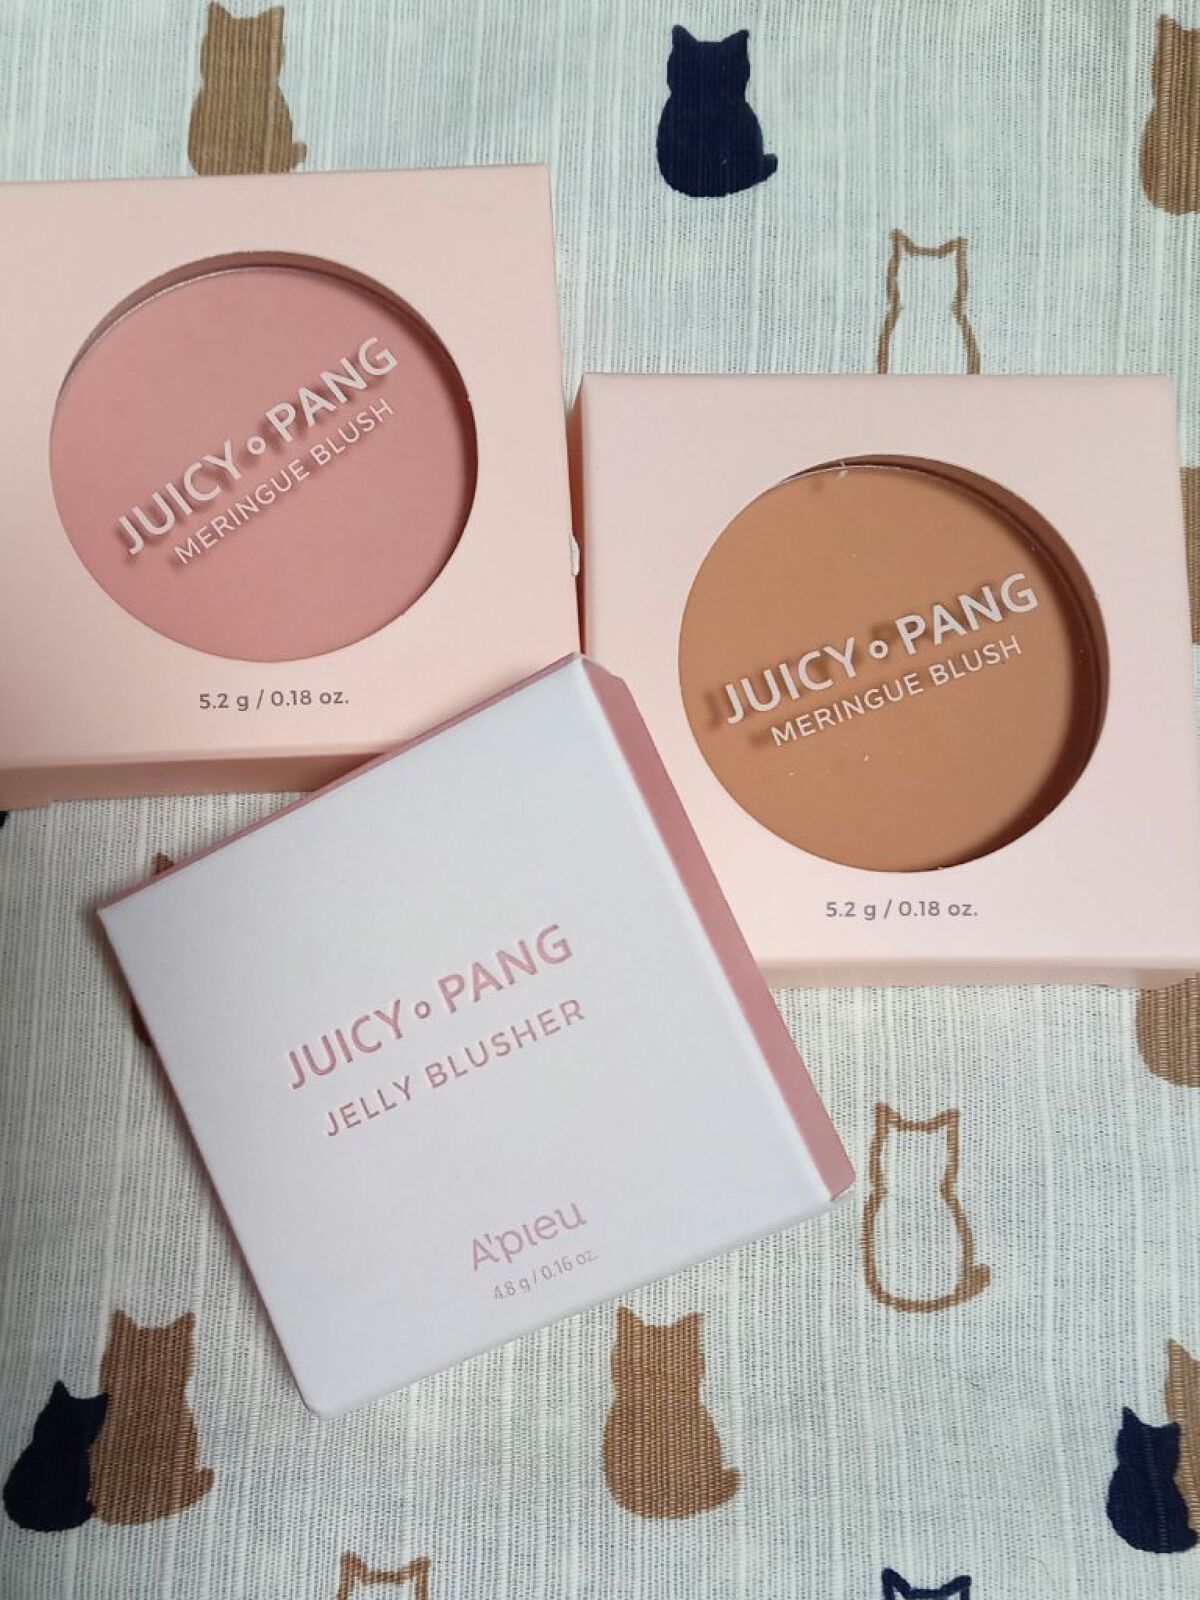 JUICY PANG
MERINGUE BLUSH
5.2 g / 0.18 oz.
JUICY PANG
MERINGUE BLUSH
5.2 g / 0.18 oz.
JUICY PANG
JELLY BLUSHER
A'pieu
4.8 g / 0.16 oz.